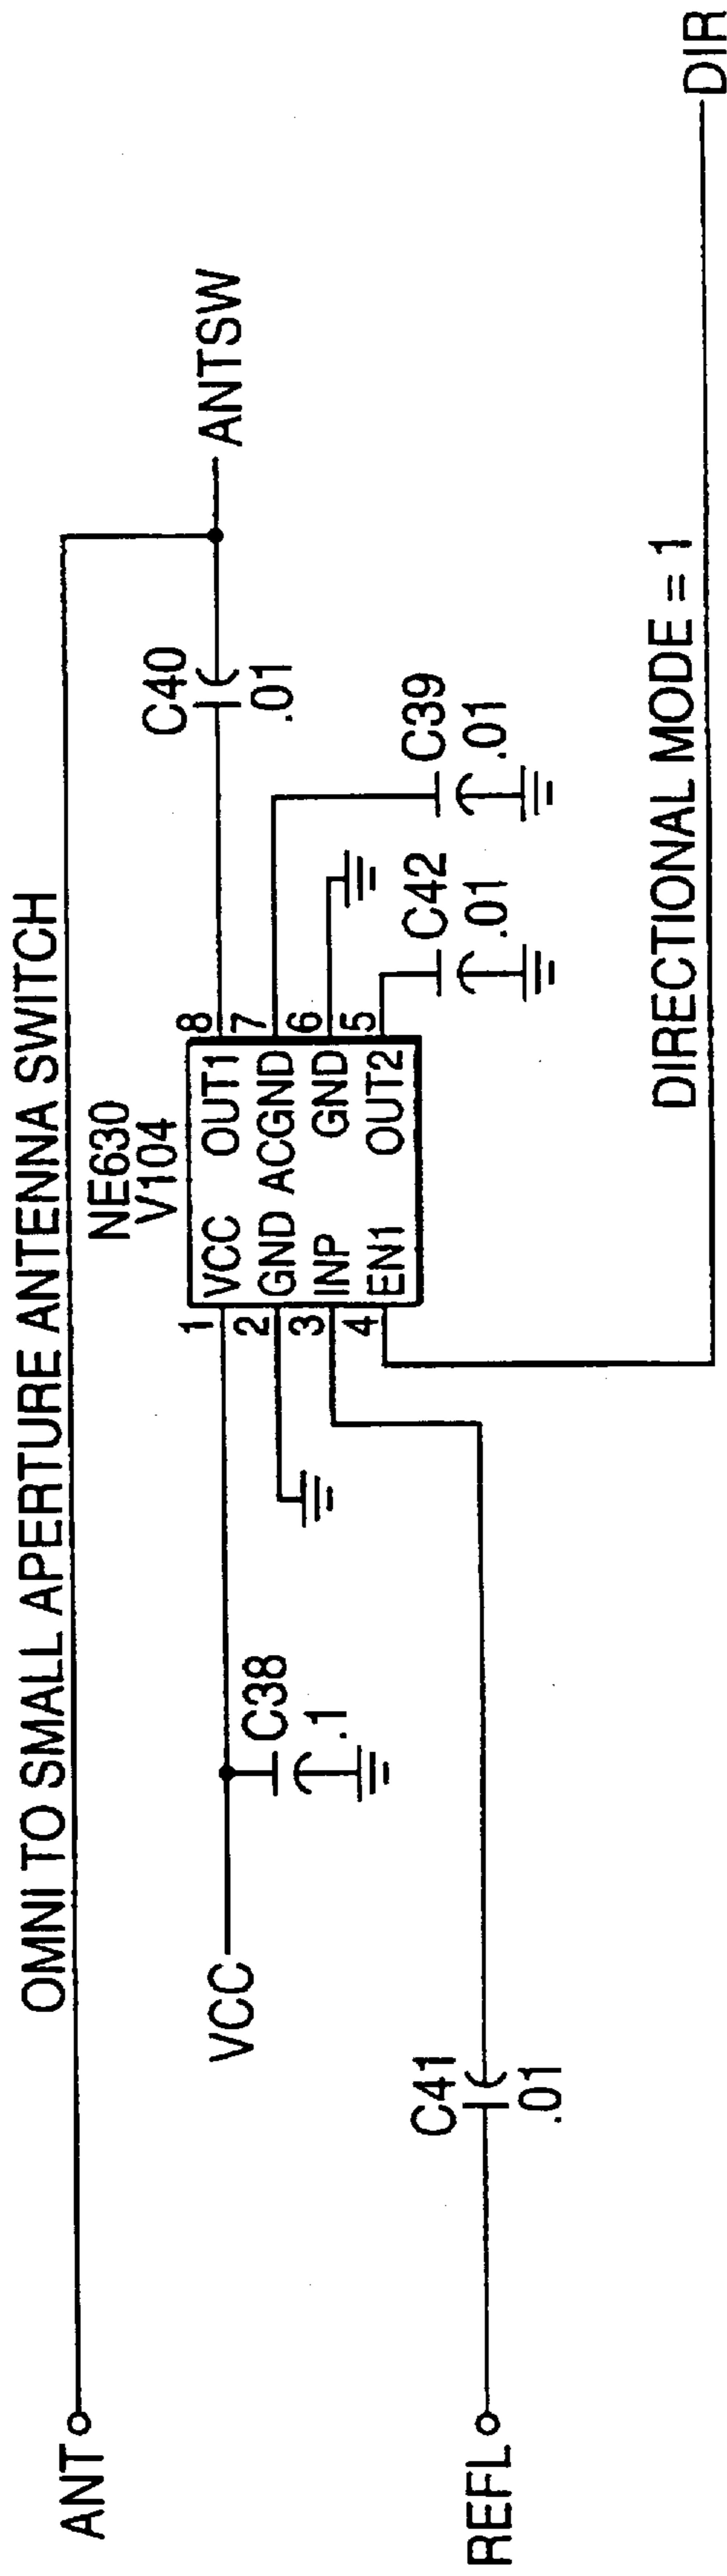 OMNI TO SMALL APERTURE ANTENNA SWITCH
ANT
NE630
V104
C40
.01
ANTSW
VCC
C38
.1
1
2
3
4
VCC OUT1
GND ACGND
INP GND
EN1 OUT2
8
7
6
5
C42
.01
C39
.01
REFL
C41
.01
DIRECTIONAL MODE = 1
DIR